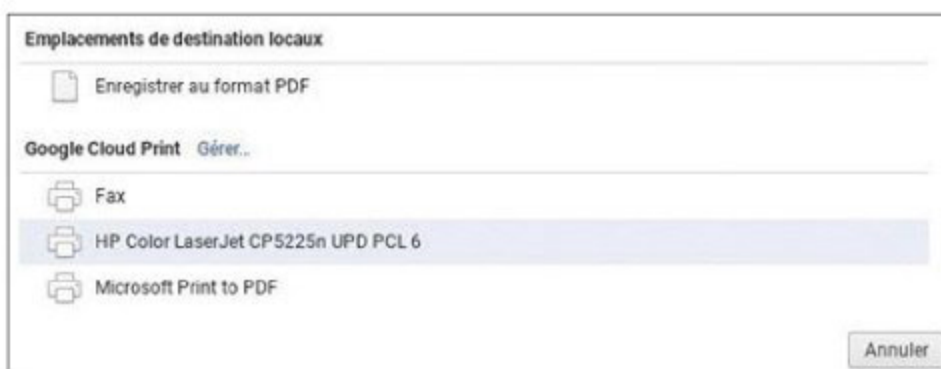 Emplacements de destination locaux
Enregistrer au format PDF
Google Cloud Print Gérer...
Fax
HP Color LaserJet CP5225n UPD PCL 6
Microsoft Print to PDF
Annuler